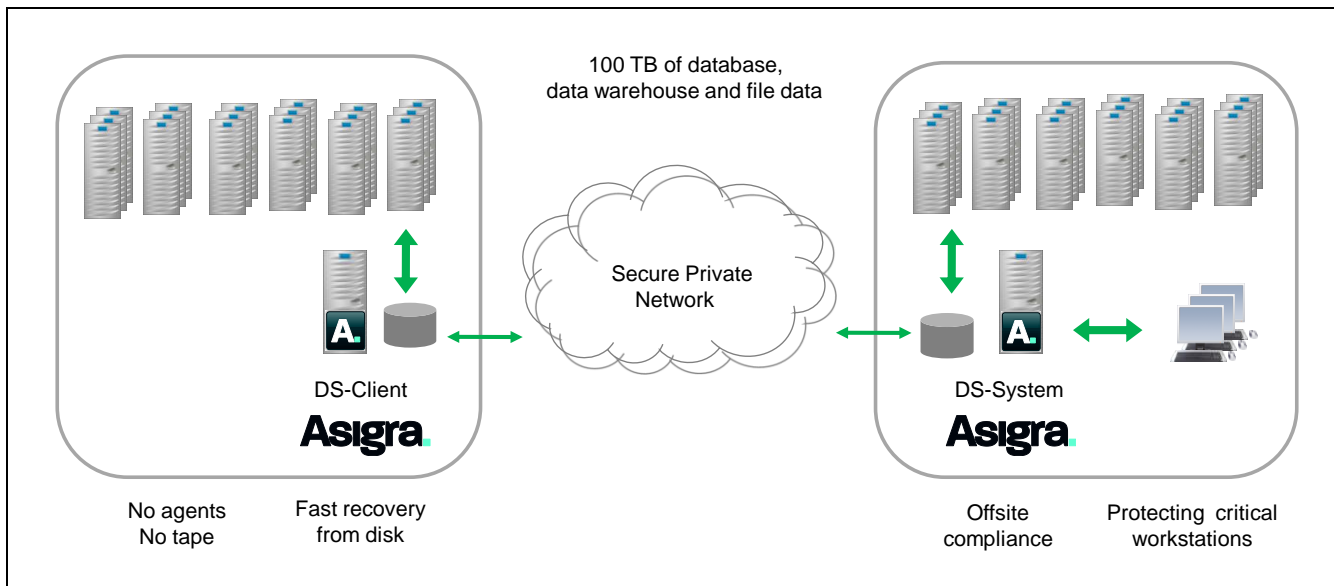 100 TB of database,
data warehouse and file data
Secure Private
Network
A.
DS-Client
Asigra.
A.
DS-System
Asigra.
No agents
No tape
Fast recovery
from disk
Offsite
compliance
Protecting critical
workstations